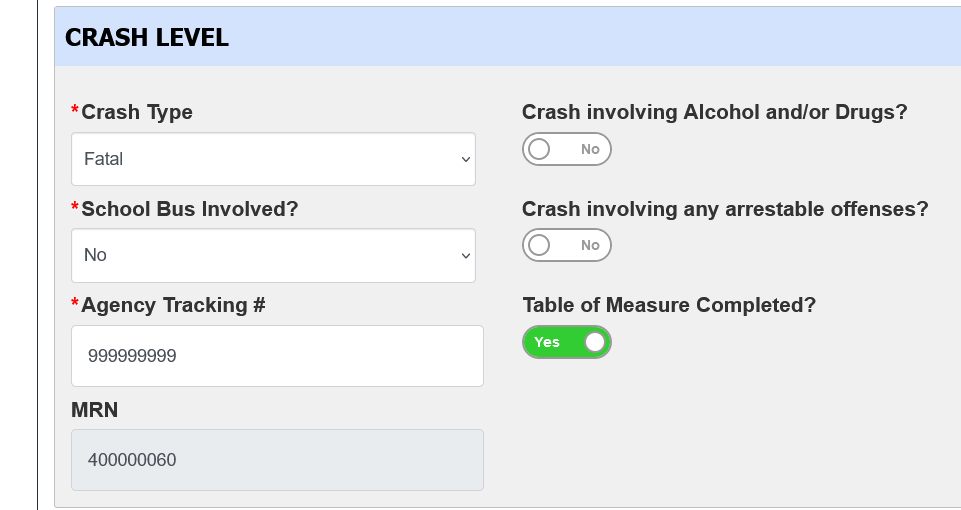 CRASH LEVEL
*Crash Type
Fatal
*School Bus Involved?
No
*Agency Tracking #
999999999
MRN
400000060
Crash involving Alcohol and/or Drugs?
No
Crash involving any arrestable offenses?
No
Table of Measure Completed?
Yes